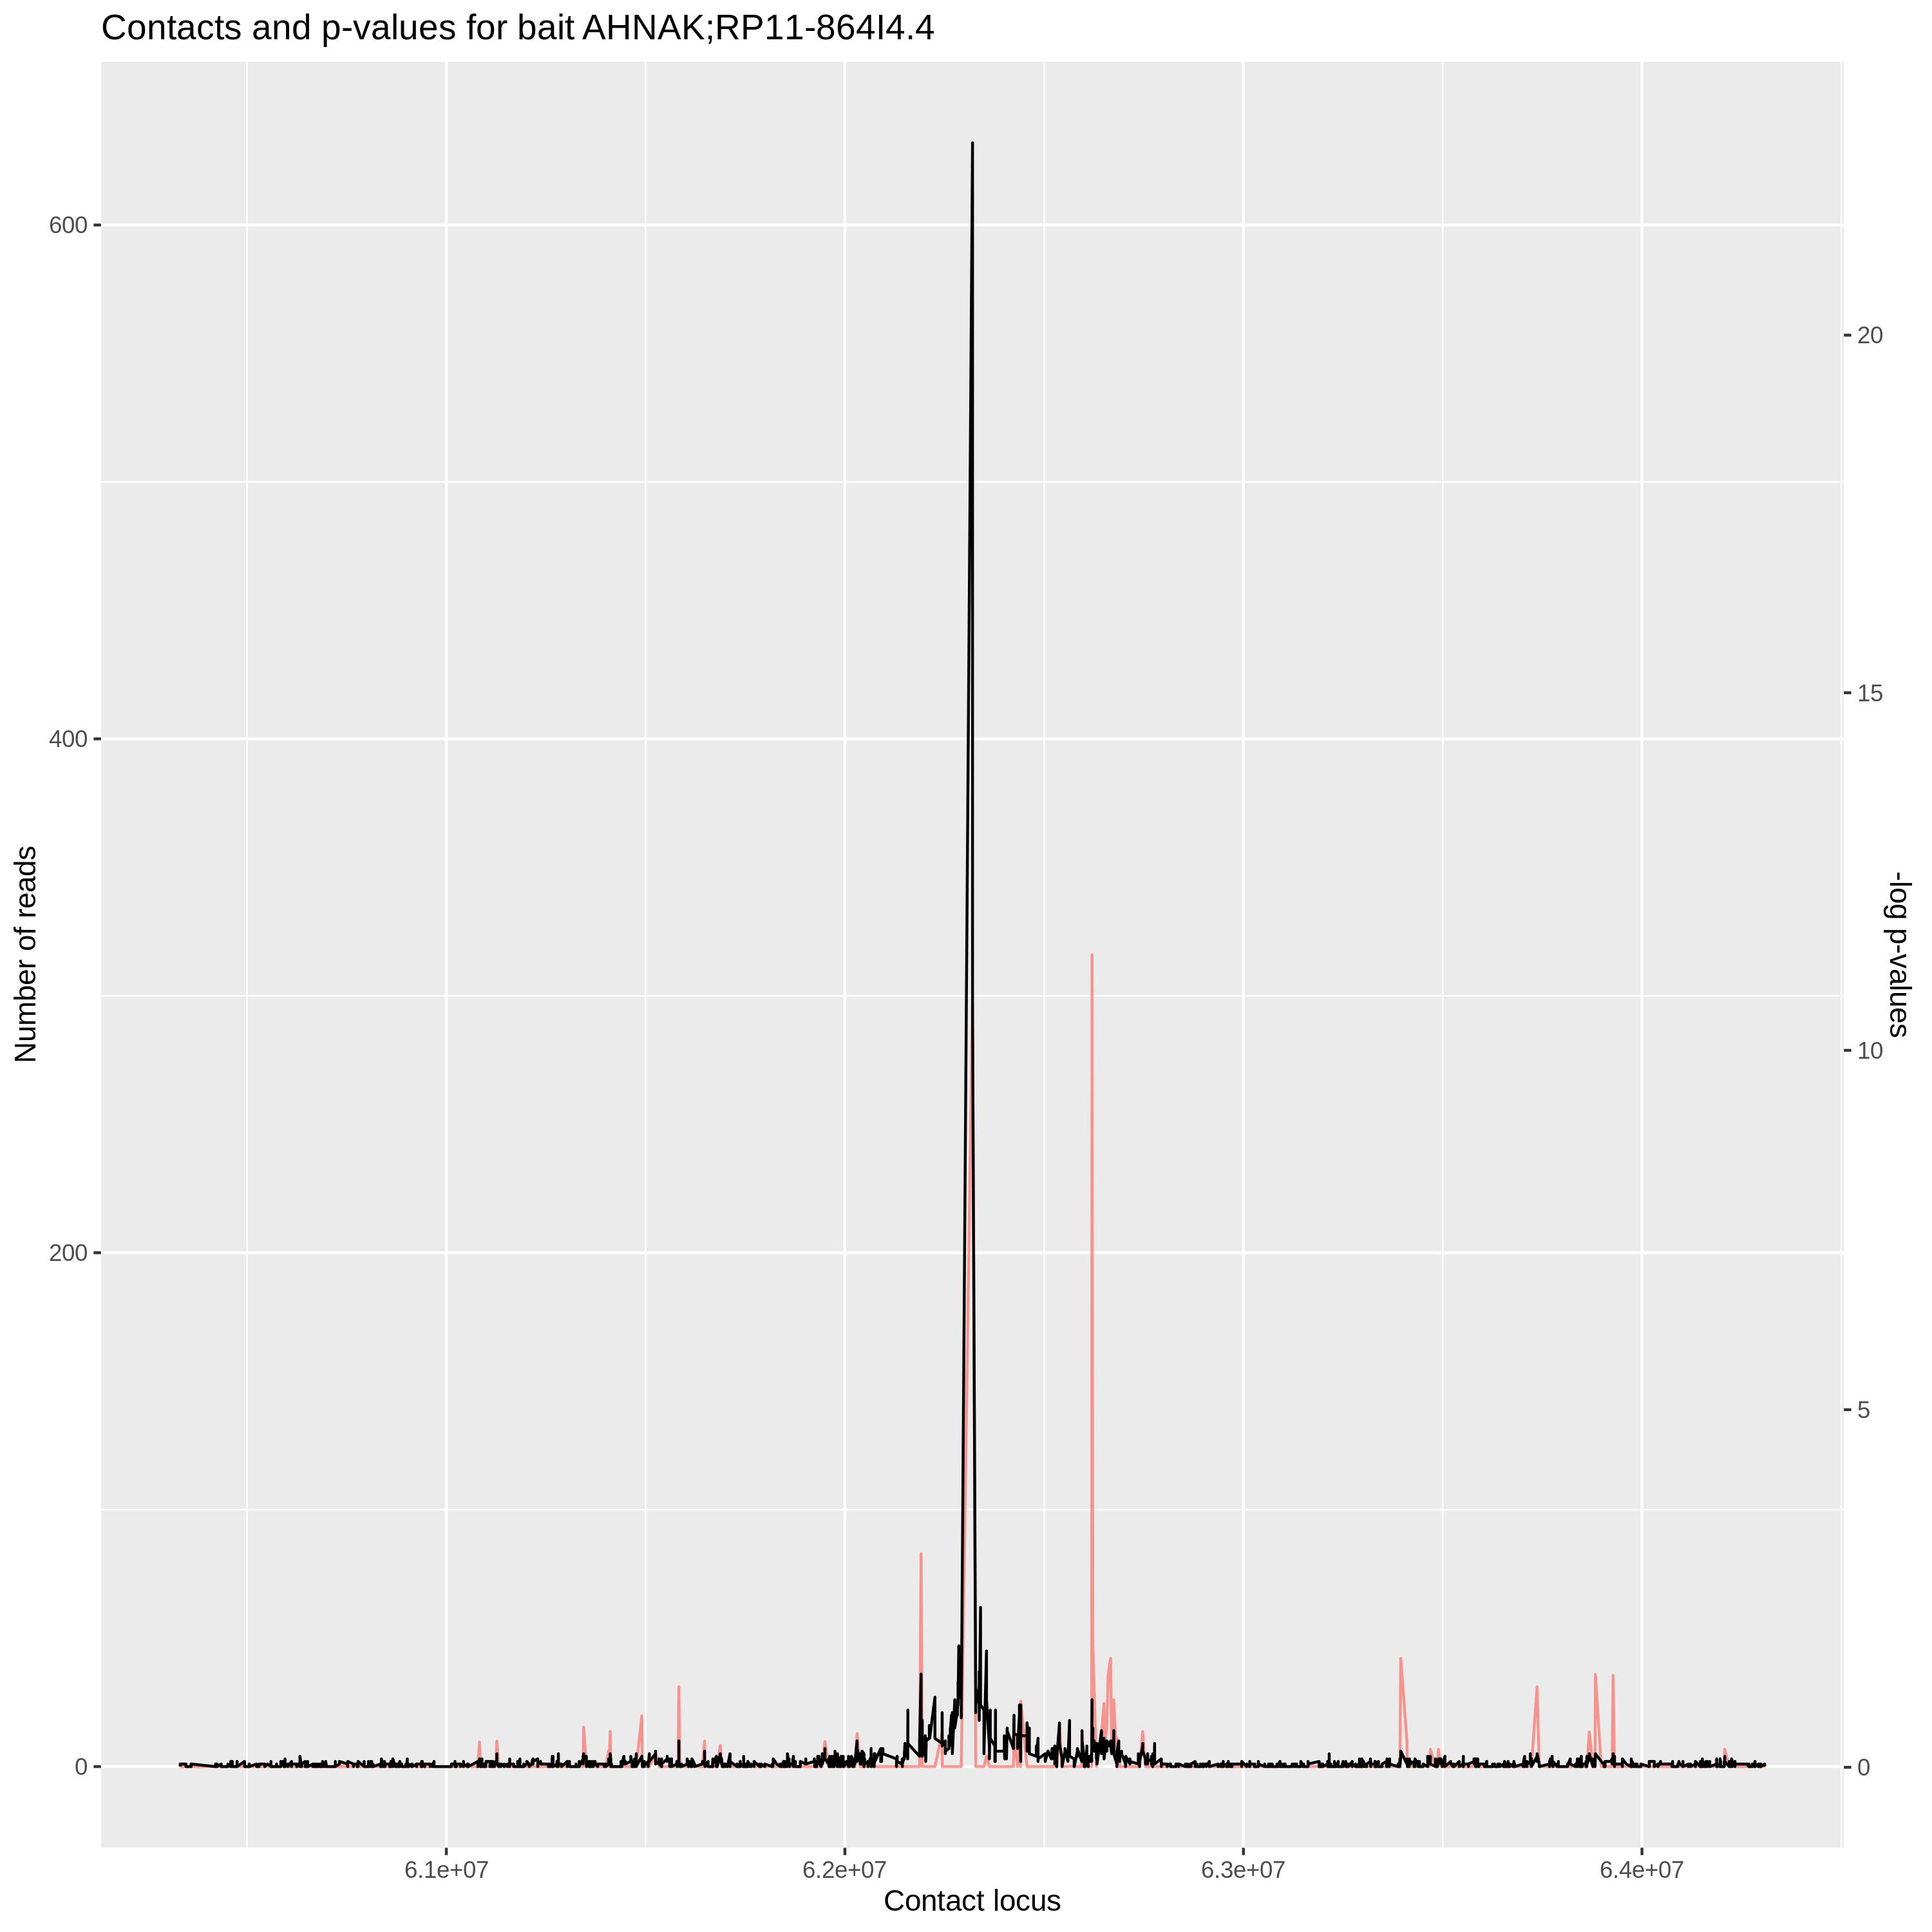 Contacts and p-values for bait AHNAK;RP11-864I4.4
600
400
200
0
Number of reads
20
15
10
5
0
-log p-values
6.1e+07
6.2e+07
6.3e+07
6.4e+07
Contact locus